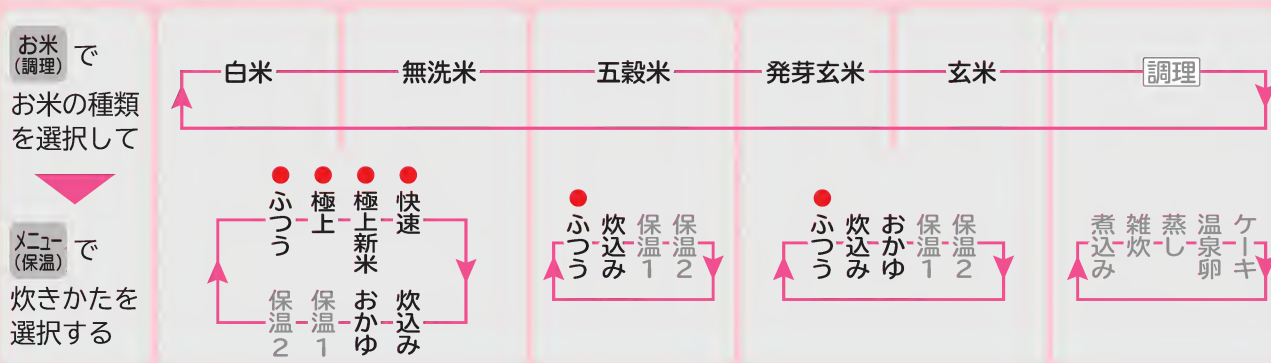 お米
(調理)
で
お米の種類
を選択して
メニュー
(保温)
で
炊きかたを
選択する
白米
無洗米
五穀米
発芽玄米
玄米
調理
ふつう
極上
極上新米
快速
炊込み
おかゆ
保温1
保温2
ふつう
炊込み
保温1
保温2
ふつう
炊込み
おかゆ
保温1
保温2
煮込み
雑炊
蒸し
温泉卵
ケーキ